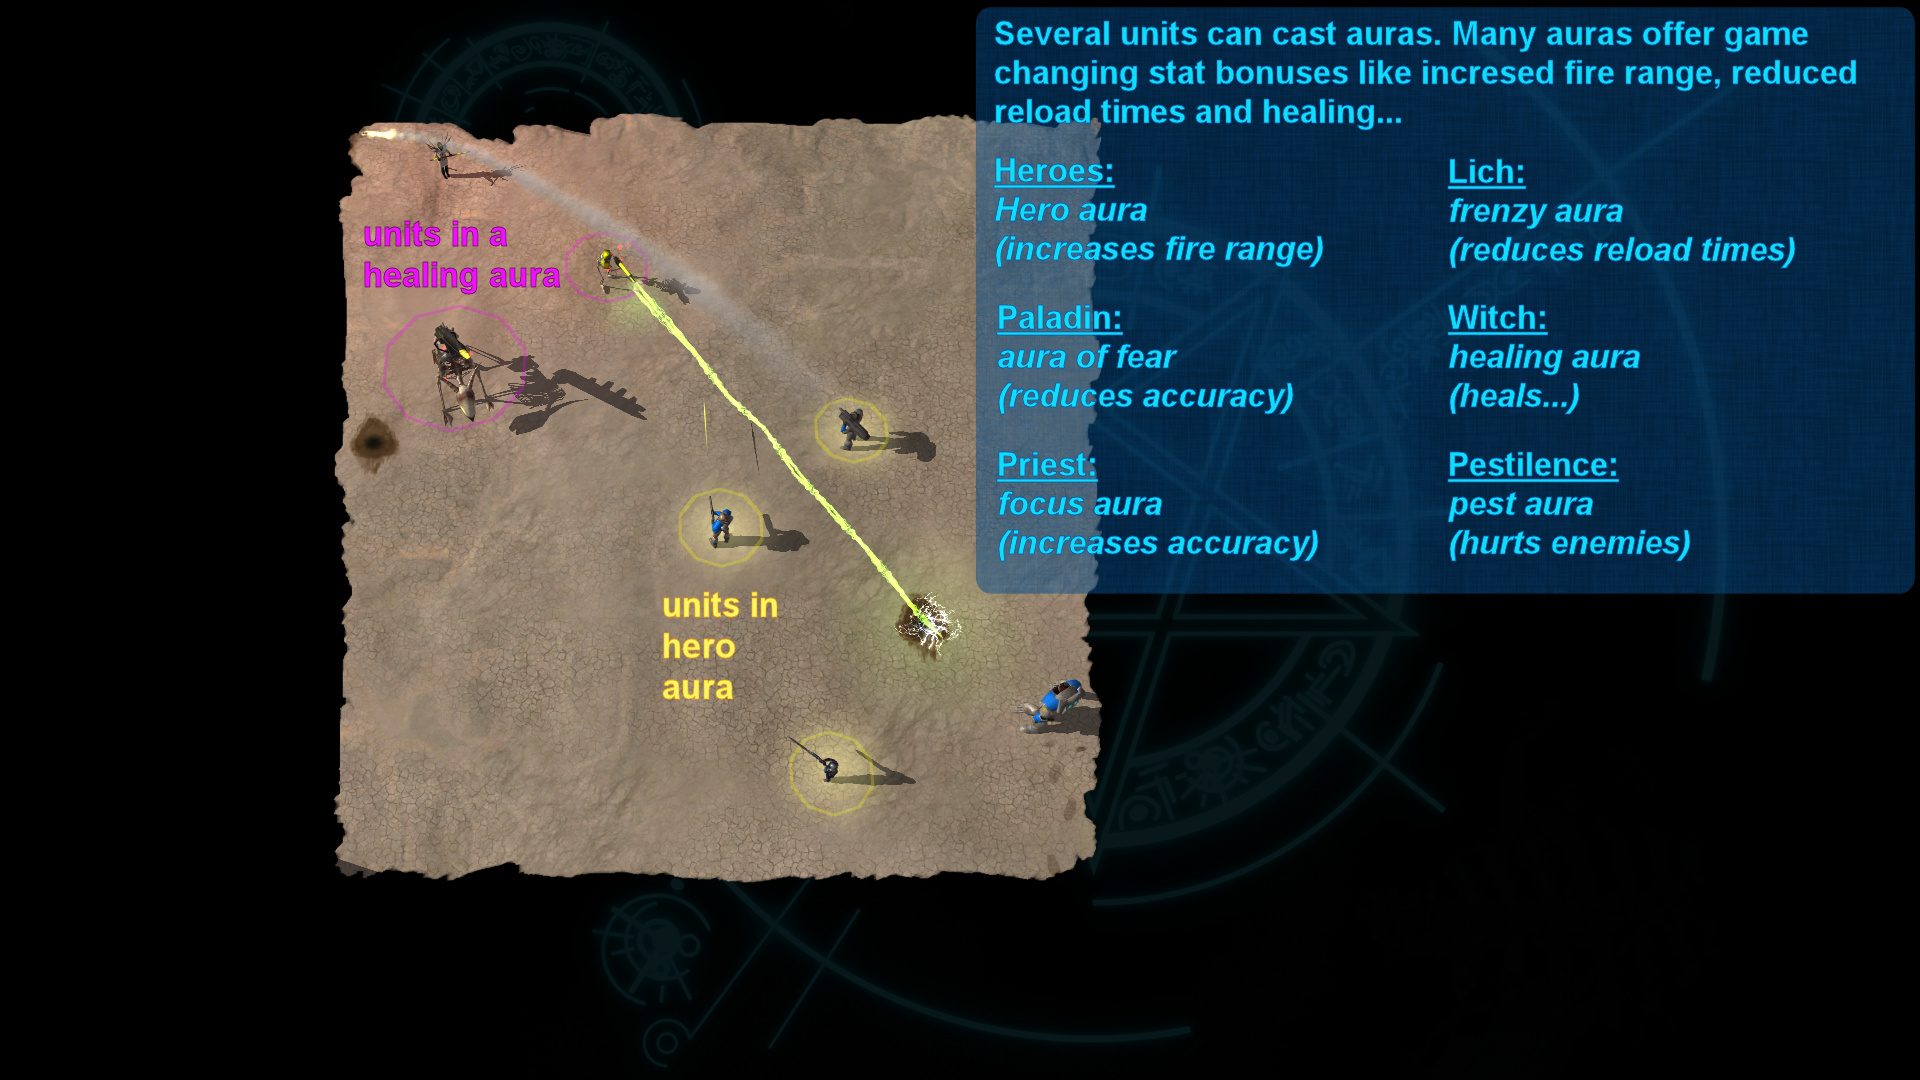 Several units can cast auras. Many auras offer game
changing stat bonuses like incresed fire range, reduced
reload times and healing...
Heroes:
Hero aura
(increases fire range)
Lich:
frenzy aura
(reduces reload times)
Paladin:
aura of fear
(reduces accuracy)
Witch:
healing aura
(heals...)
Priest:
focus aura
(increases accuracy)
Pestilence:
pest aura
(hurts enemies)
units in a
healing aura
units in
hero
aura